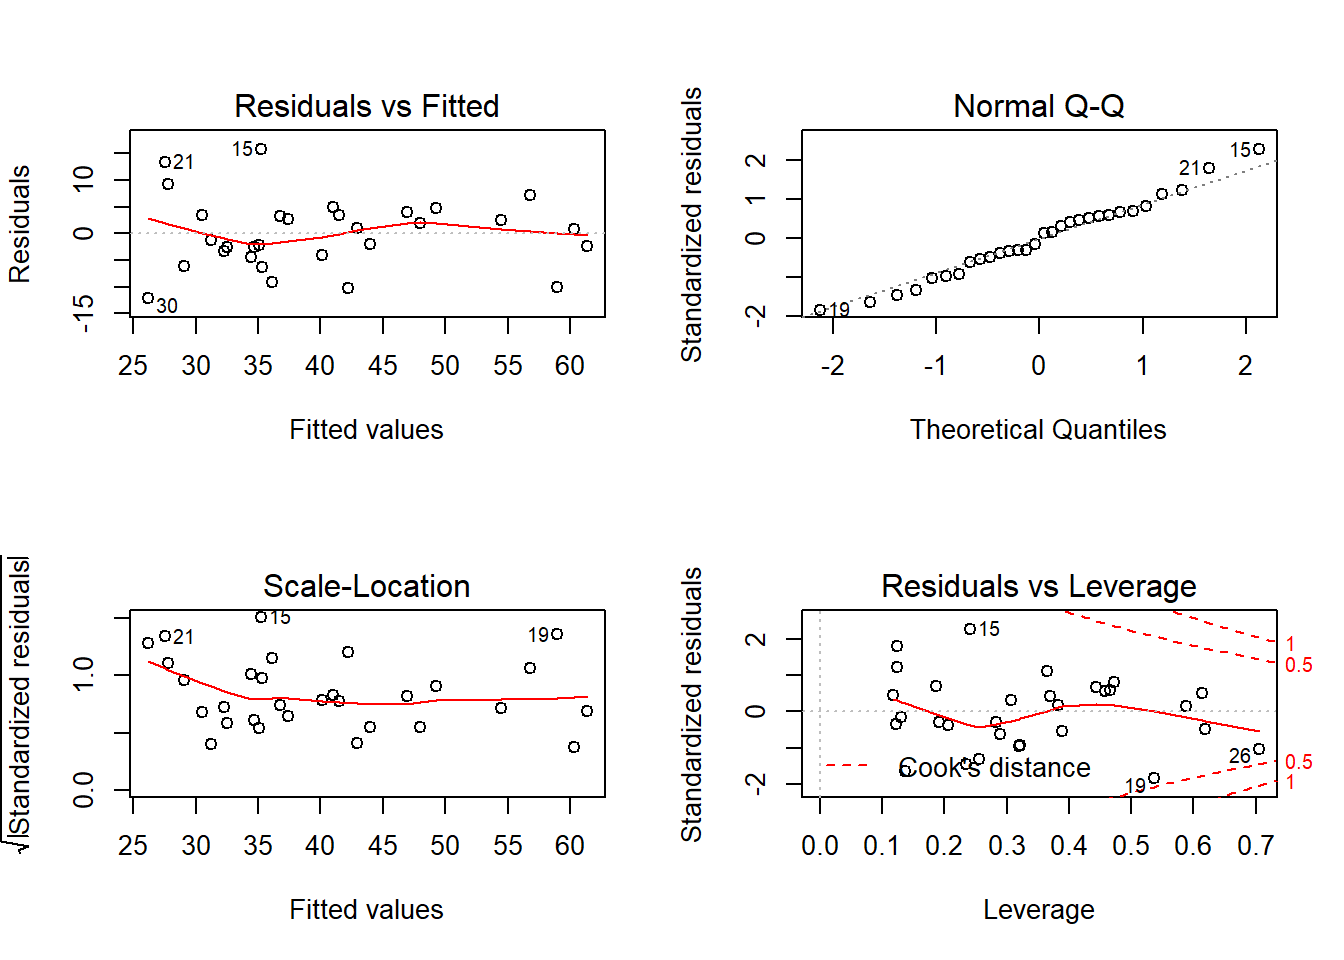 Residuals vs Fitted
Residuals
10
0
-15
21
15
30
25 30 35 40 45 50 55 60
Fitted values
Normal Q-Q
Standardized residuals
2
1
0
-2
21
15
19
-2 -1 0 1 2
Theoretical Quantiles
Scale-Location
√|Standardized residuals|
1.0
0.0
21
15
19
25 30 35 40 45 50 55 60
Fitted values
Residuals vs Leverage
Standardized residuals
2
0
-2
15
1
0.5
26
0.5
1
19
Cook's distance
0.0 0.1 0.2 0.3 0.4 0.5 0.6 0.7
Leverage